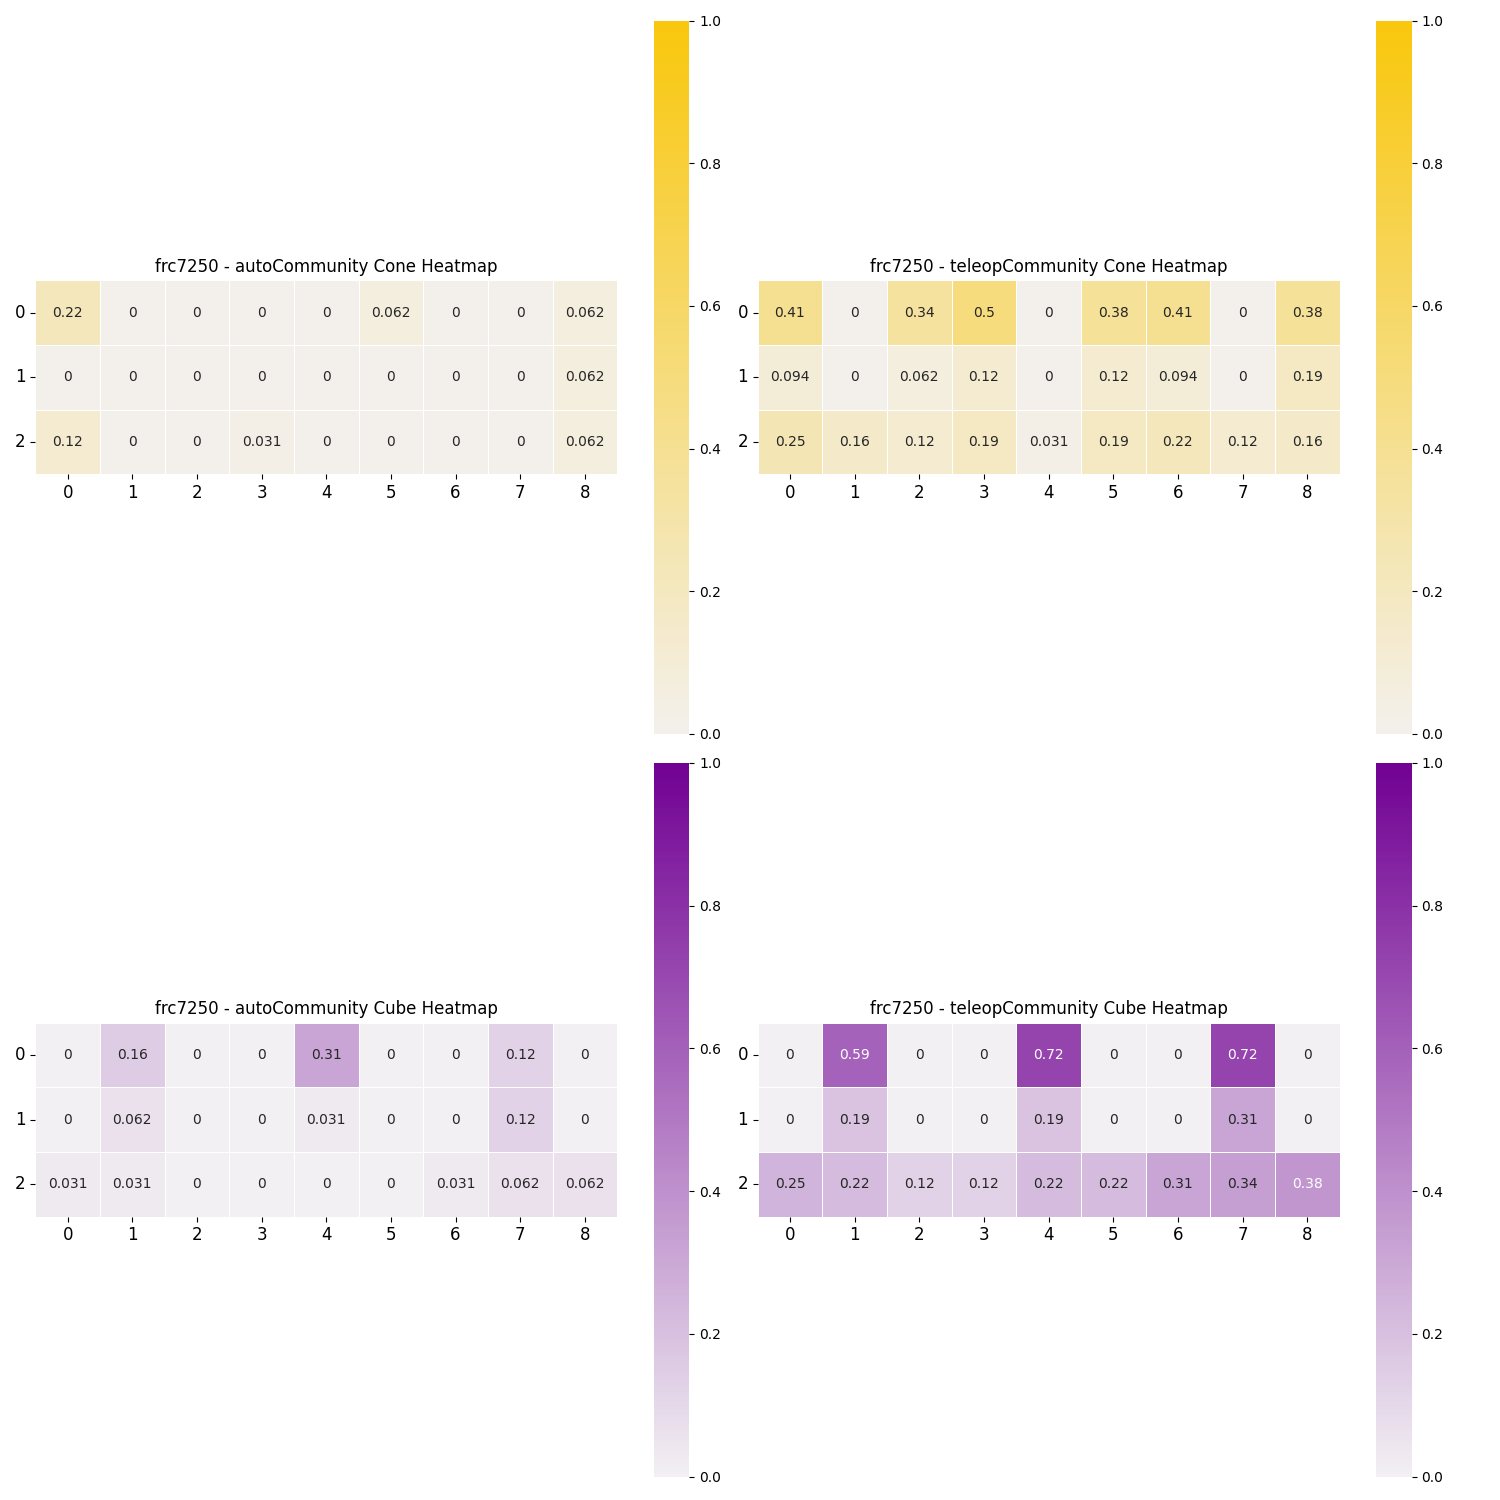 frc7250 - autoCommunity Cone Heatmap
0 0.22 0 0 0 0 0.062 0 0 0.062
1 0 0 0 0 0 0 0 0 0.062
2 0.12 0 0 0.031 0 0 0 0 0.062
0 1 2 3 4 5 6 7 8
1.0
0.8
0.6
0.4
0.2
0.0
frc7250 - teleopCommunity Cone Heatmap
0 0.41 0 0.34 0.5 0 0.38 0.41 0 0.38
1 0.094 0 0.062 0.12 0 0.12 0.094 0 0.19
2 0.25 0.16 0.12 0.19 0.031 0.19 0.22 0.12 0.16
0 1 2 3 4 5 6 7 8
1.0
0.8
0.6
0.4
0.2
0.0
frc7250 - autoCommunity Cube Heatmap
0 0 0.16 0 0 0.31 0 0 0.12 0
1 0 0.062 0 0 0.031 0 0 0.12 0
2 0.031 0.031 0 0 0 0 0.031 0.062 0.062
0 1 2 3 4 5 6 7 8
1.0
0.8
0.6
0.4
0.2
0.0
frc7250 - teleopCommunity Cube Heatmap
0 0 0.59 0 0 0.72 0 0 0.72 0
1 0 0.19 0 0 0.19 0 0 0.31 0
2 0.25 0.22 0.12 0.12 0.22 0.22 0.31 0.34 0.38
0 1 2 3 4 5 6 7 8
1.0
0.8
0.6
0.4
0.2
0.0